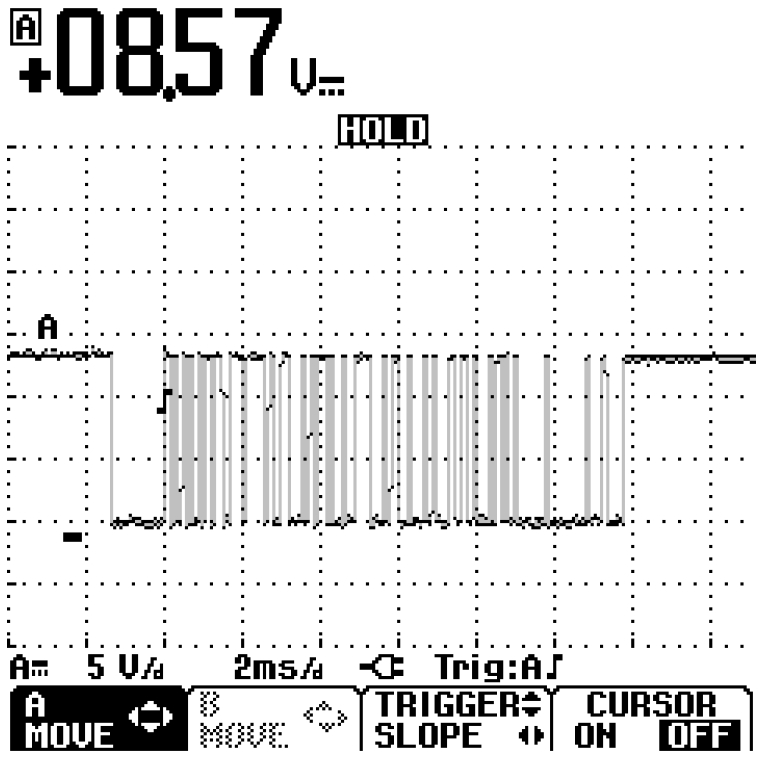 A
+08.57 V
HOLD
A
A 5 V/d 2ms/d Trig:A
A MOVE
B MOVE
TRIGGER SLOPE
CURSOR ON OFF